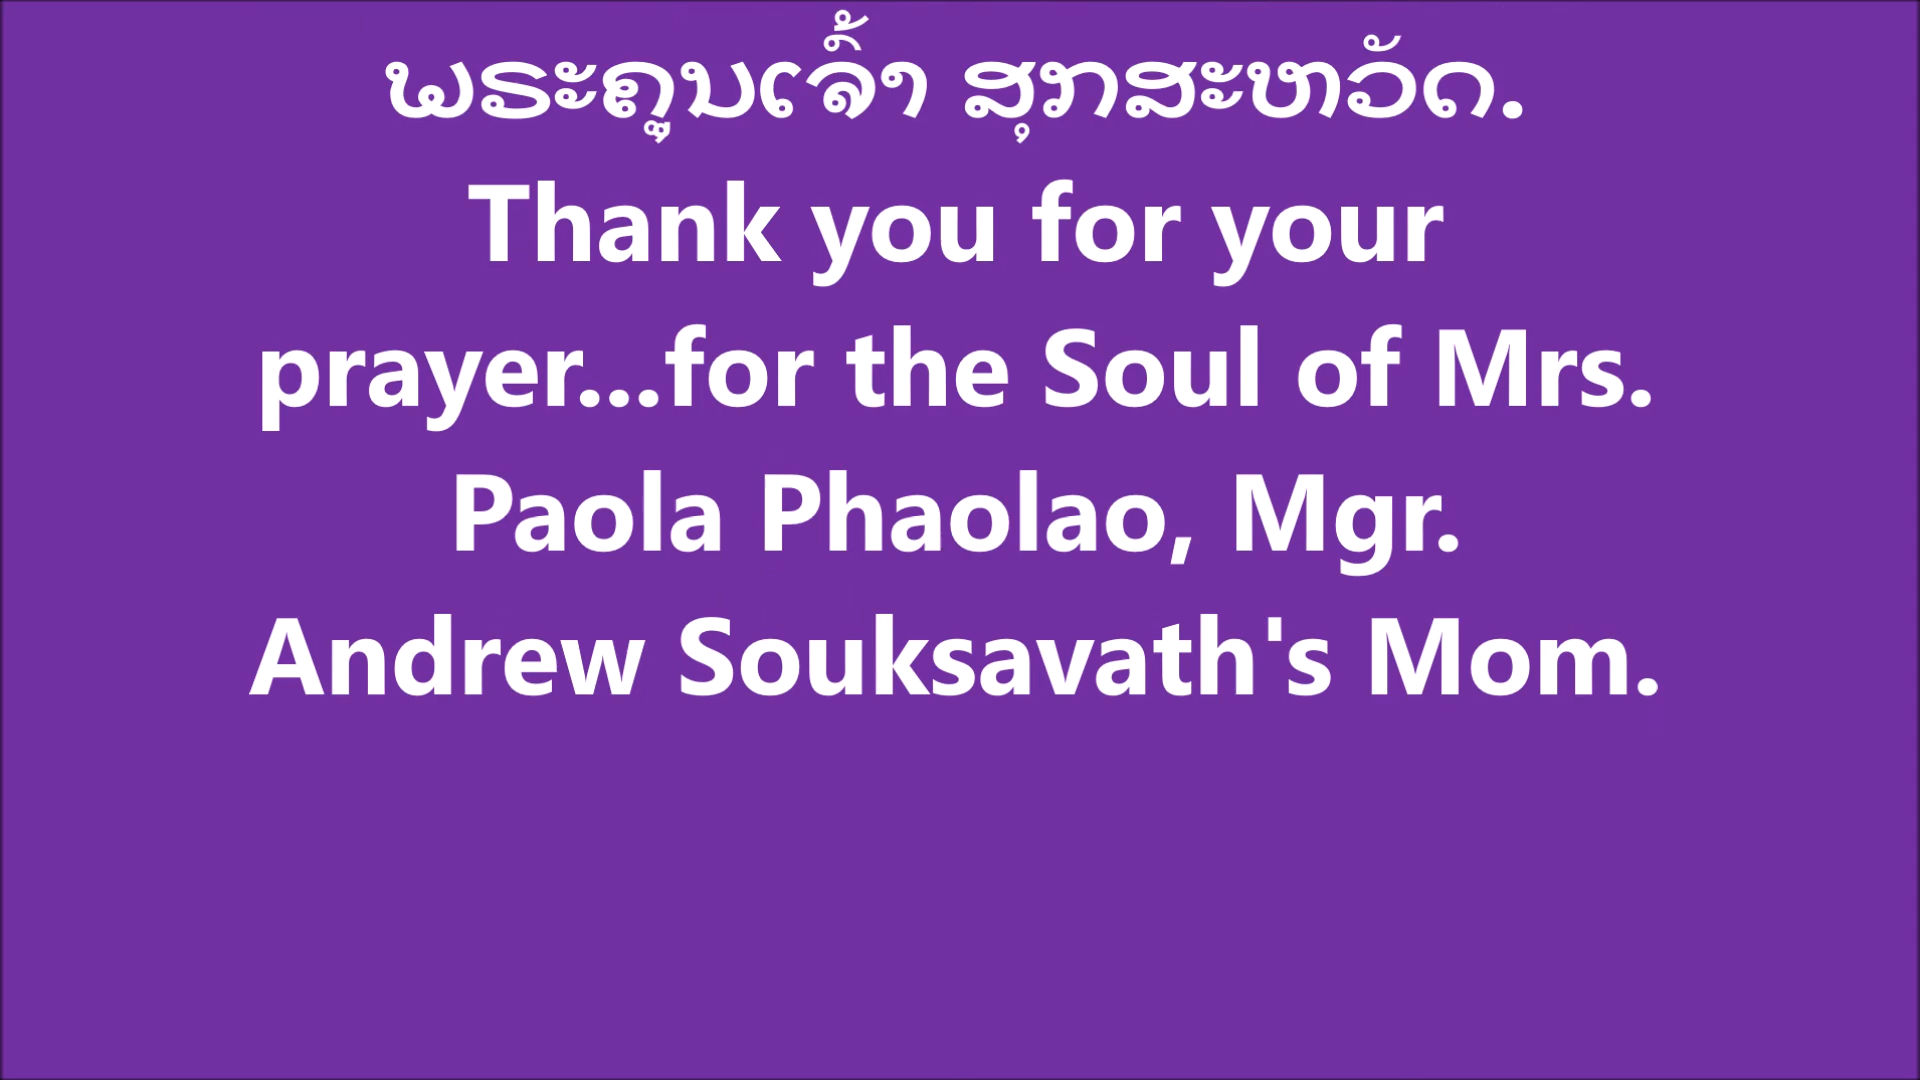 ພຣະຄູນເຈົ້າ ສຸກສະຫວັດ.
Thank you for your
prayer...for the Soul of Mrs.
Paola Phaolao, Mgr.
Andrew Souksavath's Mom.